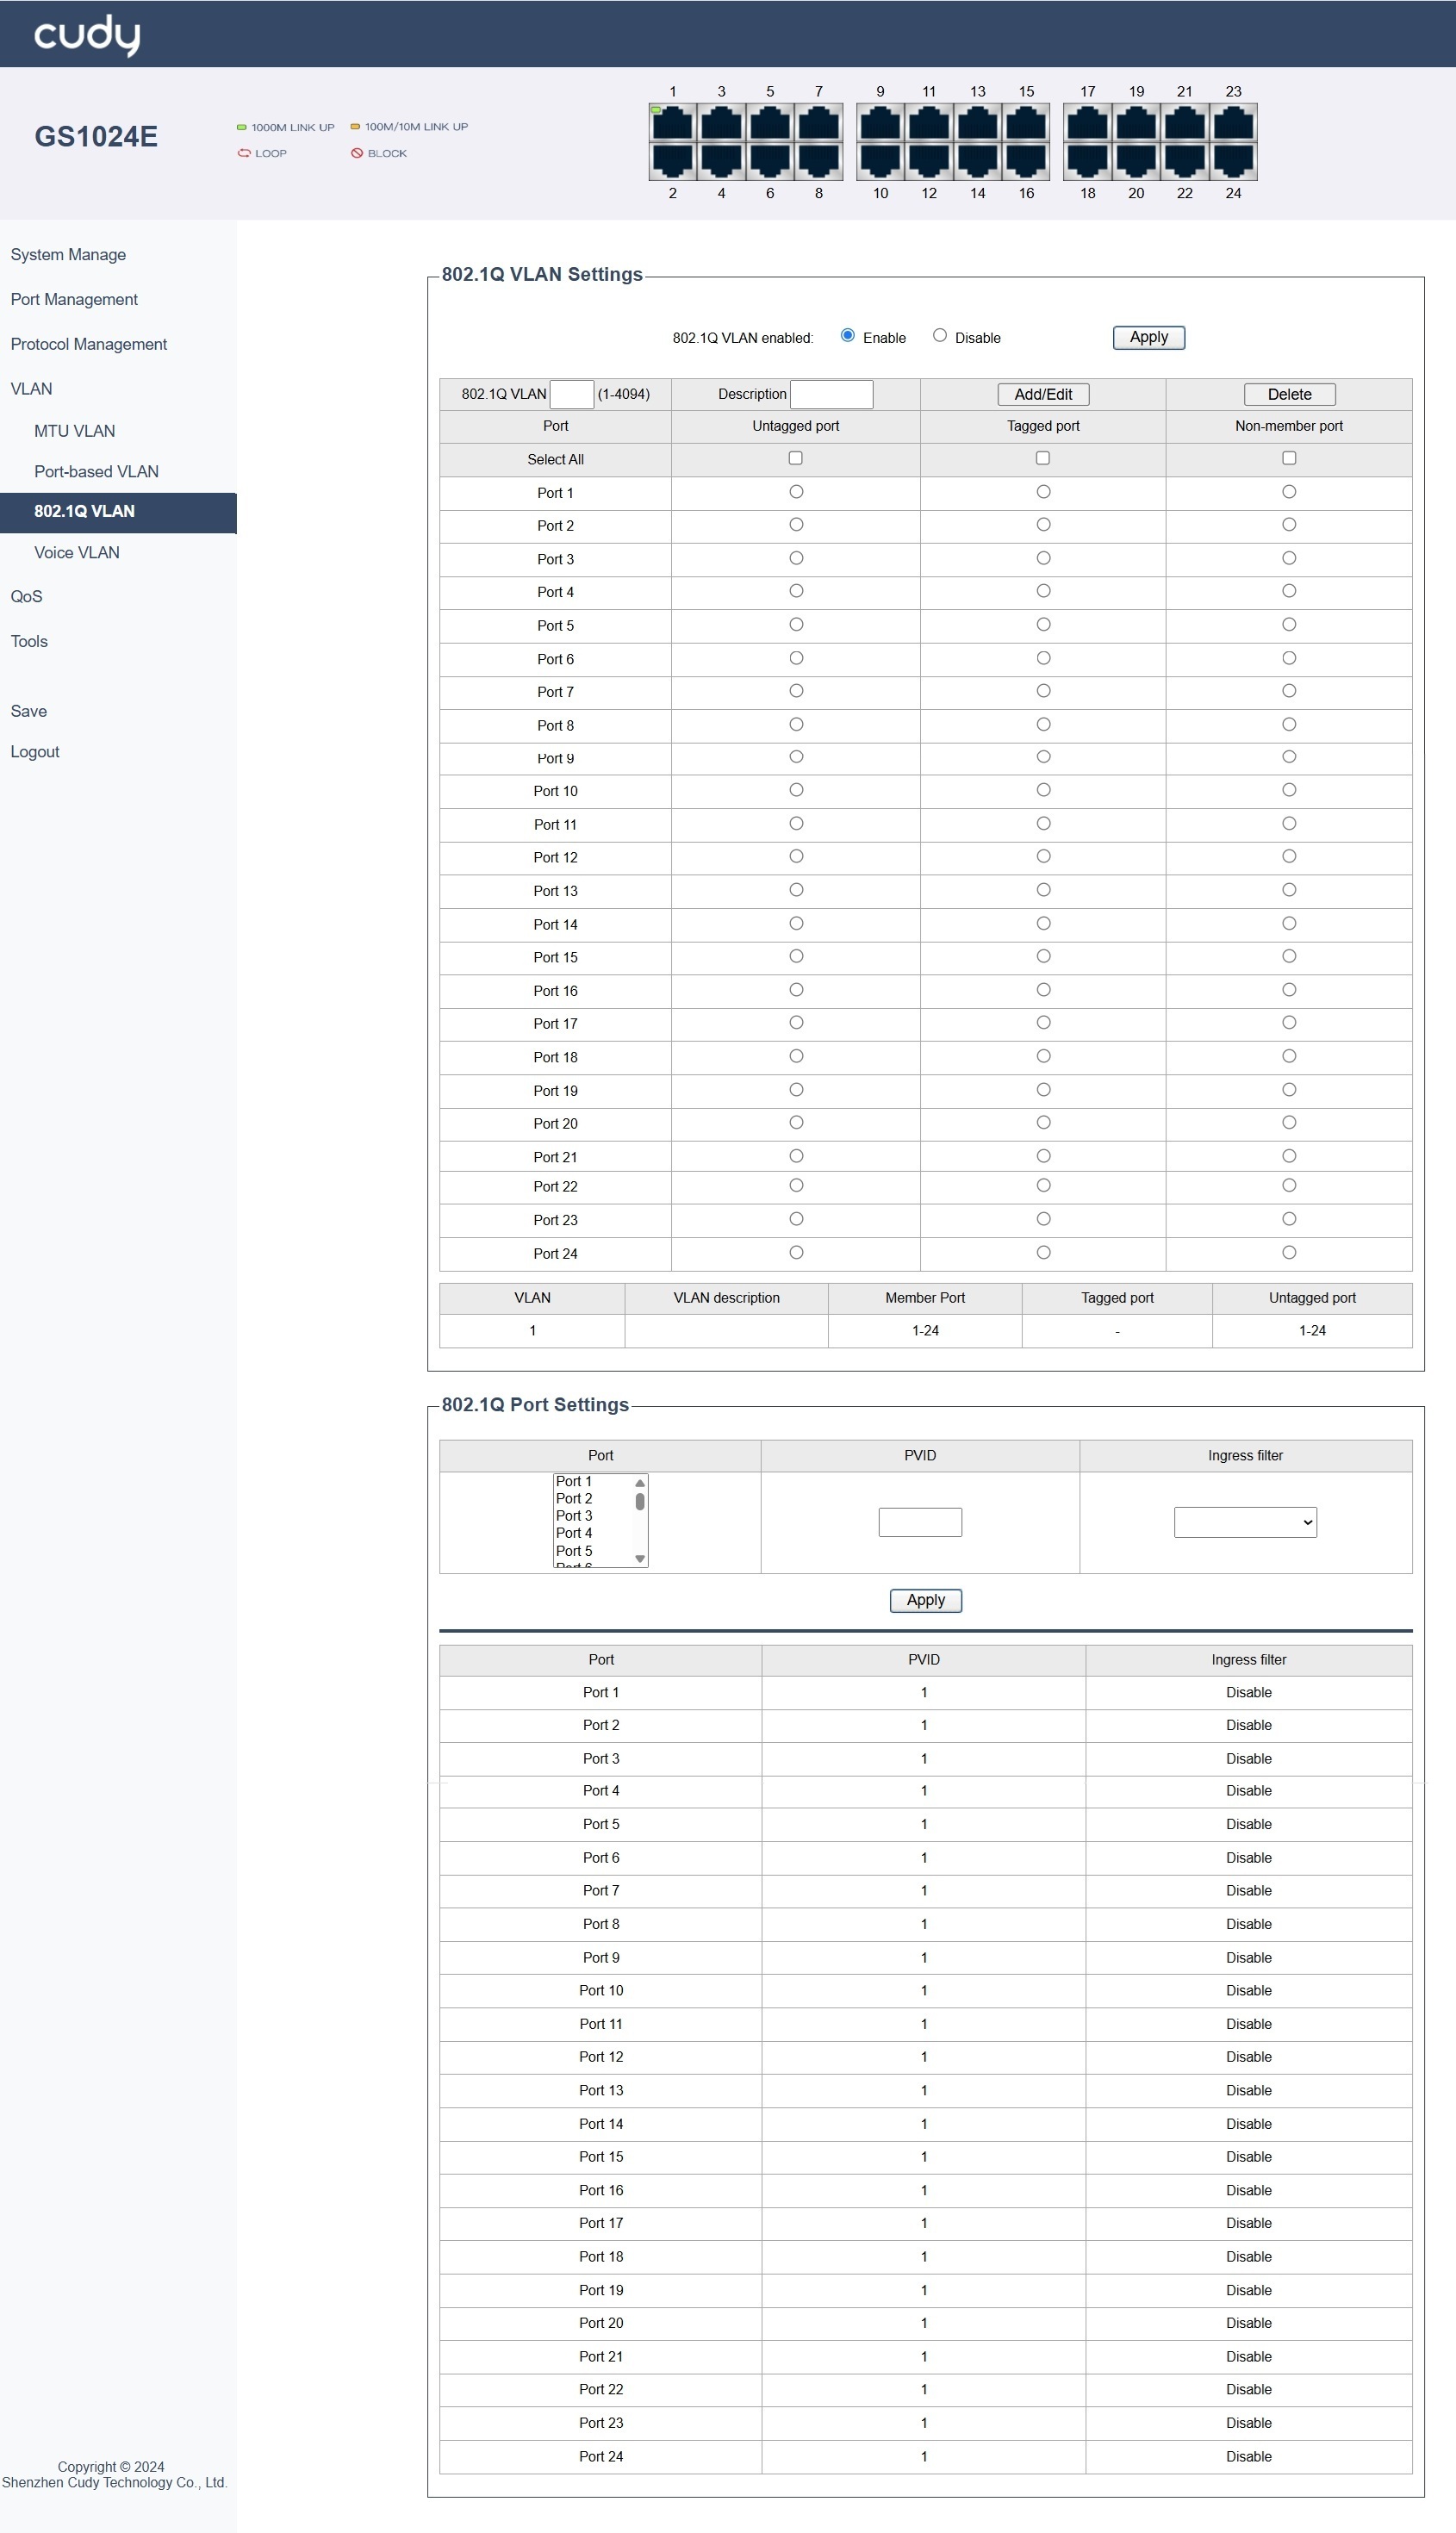 cudy
1 3 5 7 9 11 13 15 17 19 21 23
GS1024E
1000M LINK UP 100M/10M LINK UP
LOOP BLOCK
2 4 6 8 10 12 14 16 18 20 22 24
System Manage
Port Management
Protocol Management
VLAN
MTU VLAN
Port-based VLAN
802.1Q VLAN
Voice VLAN
QoS
Tools
Save
Logout
802.1Q VLAN Settings
802.1Q VLAN enabled: Enable Disable Apply
802.1Q VLAN (1-4094) Description Add/Edit Delete
Port Untagged port Tagged port Non-member port
Select All
Port 1
Port 2
Port 3
Port 4
Port 5
Port 6
Port 7
Port 8
Port 9
Port 10
Port 11
Port 12
Port 13
Port 14
Port 15
Port 16
Port 17
Port 18
Port 19
Port 20
Port 21
Port 22
Port 23
Port 24
VLAN VLAN description Member Port Tagged port Untagged port
1 1-24 - 1-24
802.1Q Port Settings
Port PVID Ingress filter
Port 1
Port 2
Port 3
Port 4
Port 5
Port 6
Apply
Port PVID Ingress filter
Port 1 1 Disable
Port 2 1 Disable
Port 3 1 Disable
Port 4 1 Disable
Port 5 1 Disable
Port 6 1 Disable
Port 7 1 Disable
Port 8 1 Disable
Port 9 1 Disable
Port 10 1 Disable
Port 11 1 Disable
Port 12 1 Disable
Port 13 1 Disable
Port 14 1 Disable
Port 15 1 Disable
Port 16 1 Disable
Port 17 1 Disable
Port 18 1 Disable
Port 19 1 Disable
Port 20 1 Disable
Port 21 1 Disable
Port 22 1 Disable
Port 23 1 Disable
Port 24 1 Disable
Copyright © 2024
Shenzhen Cudy Technology Co., Ltd.